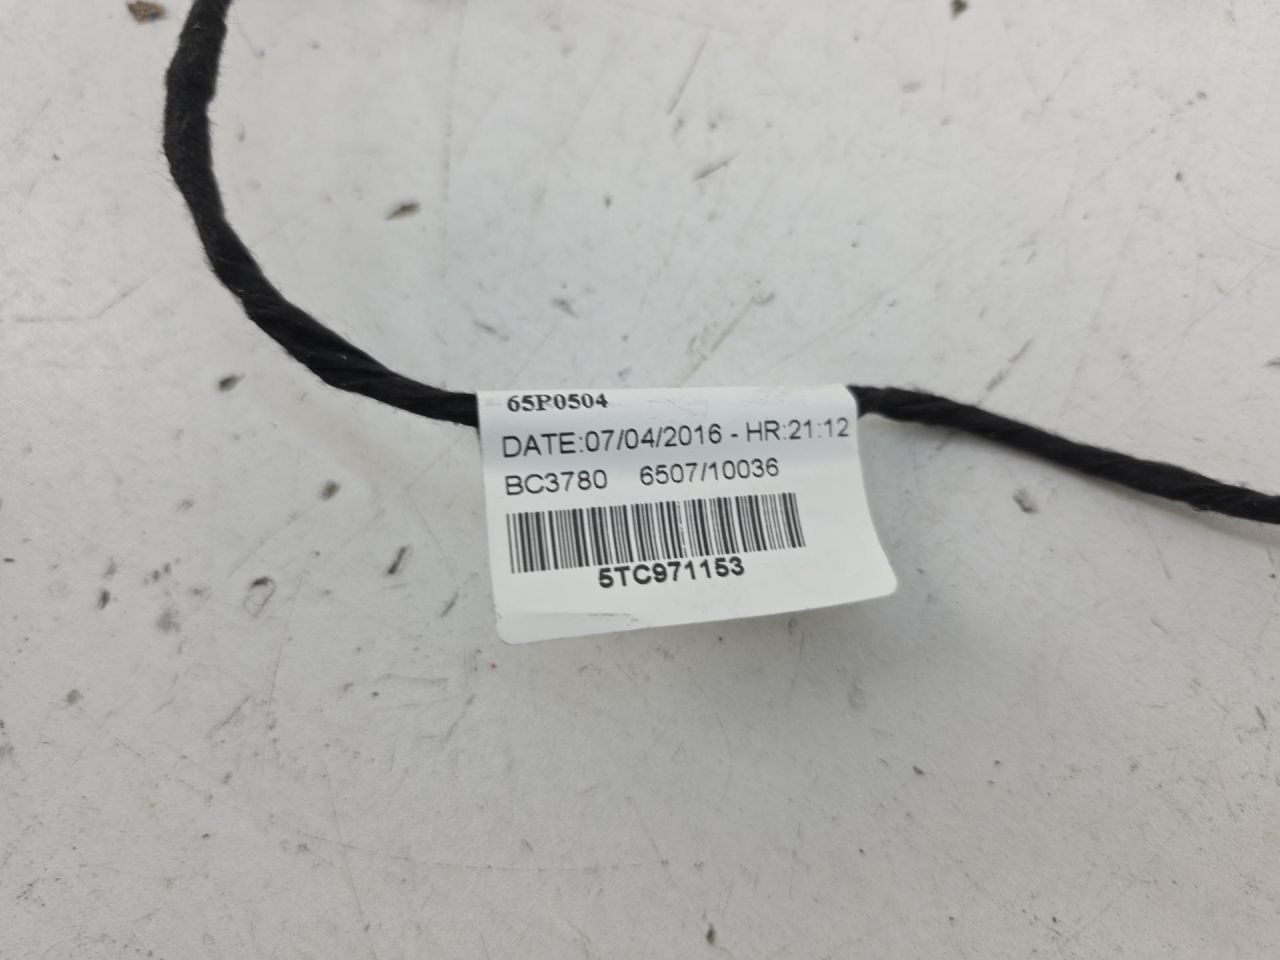 65P0504
DATE:07/04/2016 - HR:21:12
BC3780 6507/10036
5TC971153